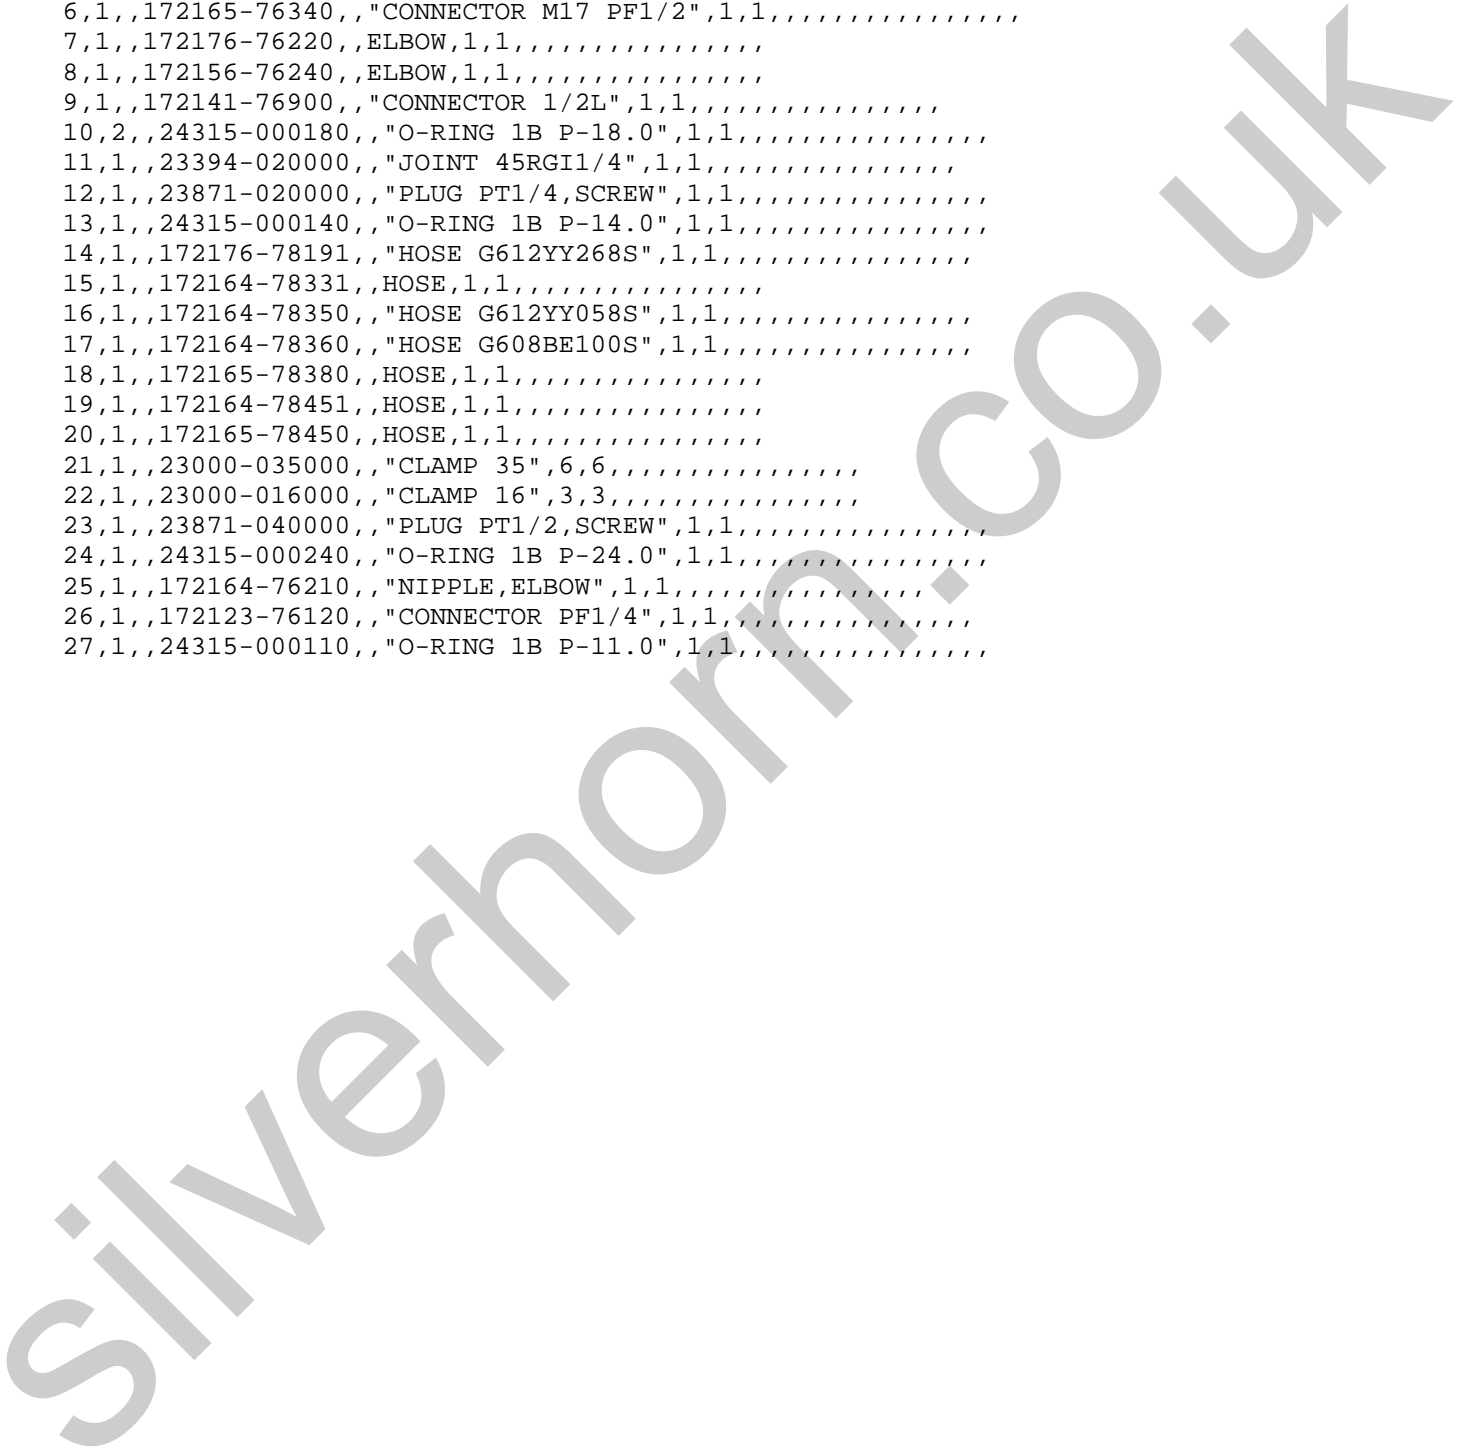 6,1,,172165-76340,,"CONNECTOR M17 PF1/2",1,1,,,,,,,,,,,,,,,,
7,1,,172176-76220,,ELBOW,1,1,,,,,,,,,,,,,,,,
8,1,,172156-76240,,ELBOW,1,1,,,,,,,,,,,,,,,,
9,1,,172141-76900,,"CONNECTOR 1/2L",1,1,,,,,,,,,,,,,,,,
10,2,,24315-000180,,"O-RING 1B P-18.0",1,1,,,,,,,,,,,,,,,,
11,1,,23394-020000,,"JOINT 45RGI1/4",1,1,,,,,,,,,,,,,,,,
12,1,,23871-020000,,"PLUG PT1/4,SCREW",1,1,,,,,,,,,,,,,,,,
13,1,,24315-000140,,"O-RING 1B P-14.0",1,1,,,,,,,,,,,,,,,,
14,1,,172176-78191,,"HOSE G612YY268S",1,1,,,,,,,,,,,,,,,,
15,1,,172164-78331,,HOSE,1,1,,,,,,,,,,,,,,,,
16,1,,172164-78350,,"HOSE G612YY058S",1,1,,,,,,,,,,,,,,,,
17,1,,172164-78360,,"HOSE G608BE100S",1,1,,,,,,,,,,,,,,,,
18,1,,172165-78380,,HOSE,1,1,,,,,,,,,,,,,,,,
19,1,,172164-78451,,HOSE,1,1,,,,,,,,,,,,,,,,
20,1,,172165-78450,,HOSE,1,1,,,,,,,,,,,,,,,,
21,1,,23000-035000,,"CLAMP 35",6,6,,,,,,,,,,,,,,,,
22,1,,23000-016000,,"CLAMP 16",3,3,,,,,,,,,,,,,,,,
23,1,,23871-040000,,"PLUG PT1/2,SCREW",1,1,,,,,,,,,,,,,,,,
24,1,,24315-000240,,"O-RING 1B P-24.0",1,1,,,,,,,,,,,,,,,,
25,1,,172164-76210,,"NIPPLE,ELBOW",1,1,,,,,,,,,,,,,,,,
26,1,,172123-76120,,"CONNECTOR PF1/4",1,1,,,,,,,,,,,,,,,,
27,1,,24315-000110,,"O-RING 1B P-11.0",1,1,,,,,,,,,,,,,,,,
silverhorn.co.uk